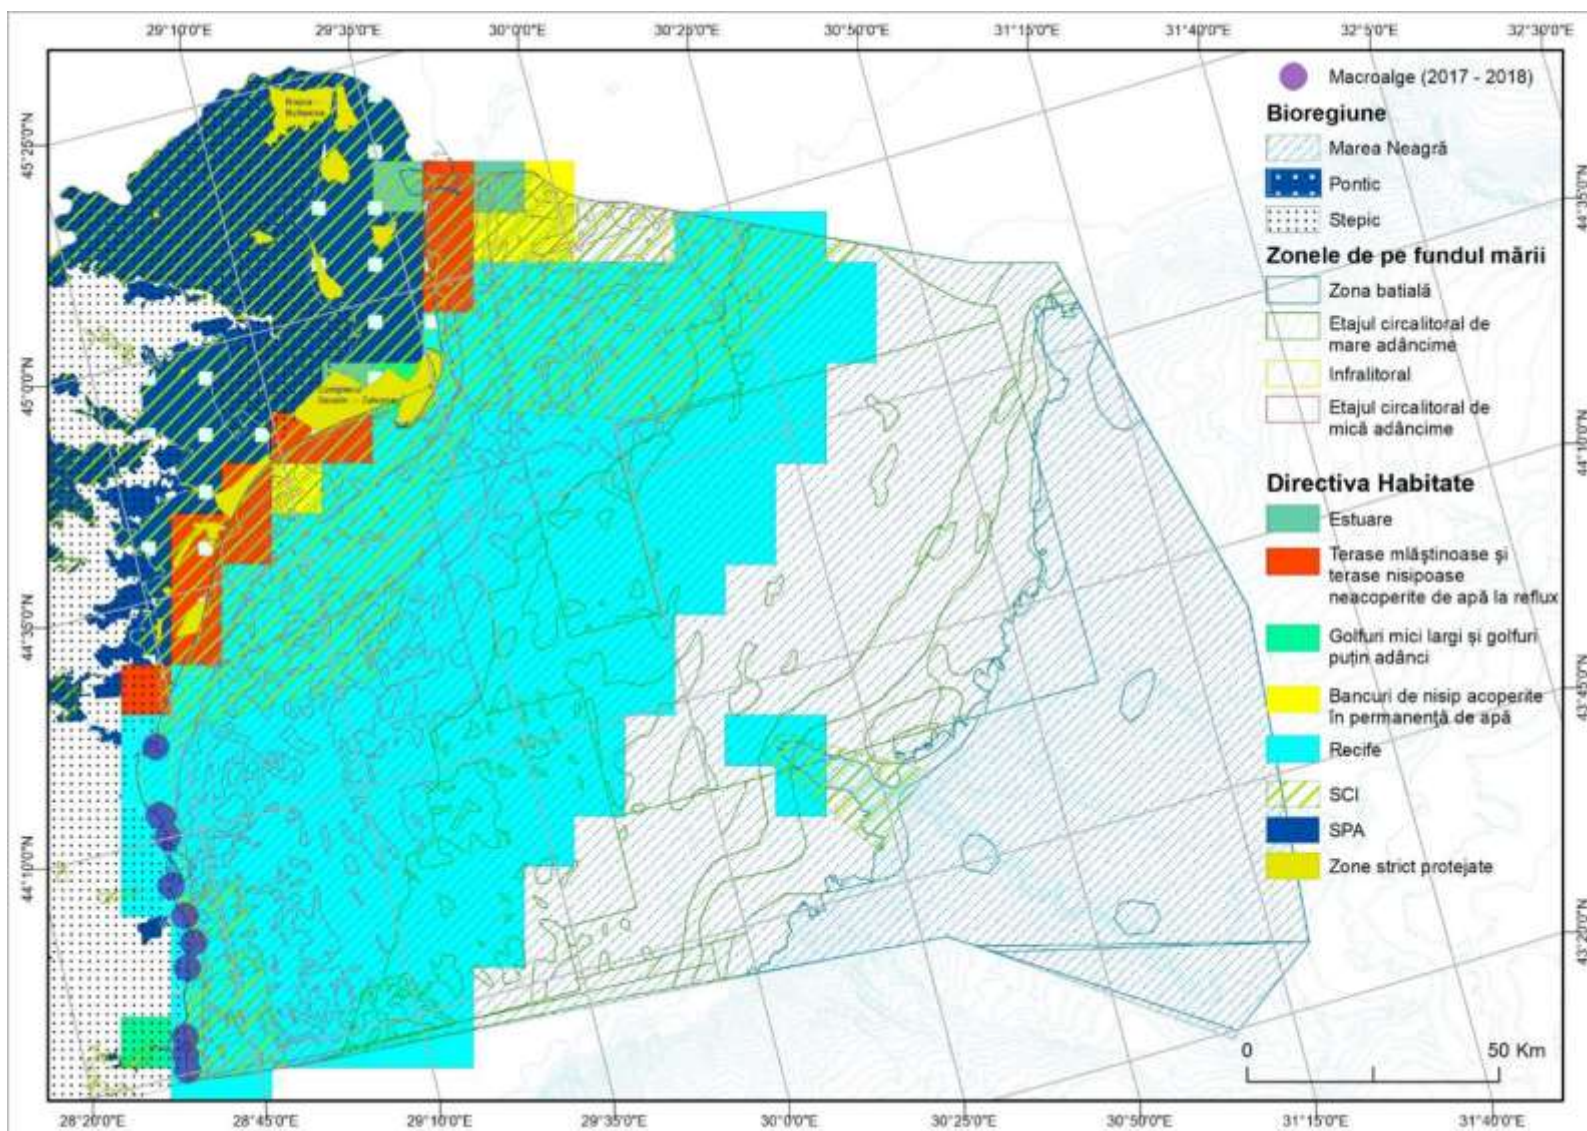 29°10'0"E 29°35'0"E 30°0'0"E 30°25'0"E 30°50'0"E 31°15'0"E 31°40'0"E 32°5'0"E 32°30'0"E
45°25'0"N
45°0'0"N
44°35'0"N
44°10'0"N
44°35'0"N
44°10'0"N
43°45'0"N
43°20'0"N
Macroalge (2017 - 2018)
Bioregiune
Marea Neagră
Pontic
Stepic
Zonele de pe fundul mării
Zona batială
Etajul circalitoral de
mare adâncime
Infralitoral
Etajul circalitoral de
mică adâncime
Directiva Habitate
Estuare
Terase mlăștinoase și
terase nisipoase
neacoperite de apă la reflux
Golfuri mici largi și golfuri
puțin adânci
Bancuri de nisip acoperite
în permanență de apă
Recife
SCI
SPA
Zone strict protejate
0 50 Km
28°20'0"E 28°45'0"E 29°10'0"E 29°35'0"E 30°0'0"E 30°25'0"E 30°50'0"E 31°15'0"E 31°40'0"E